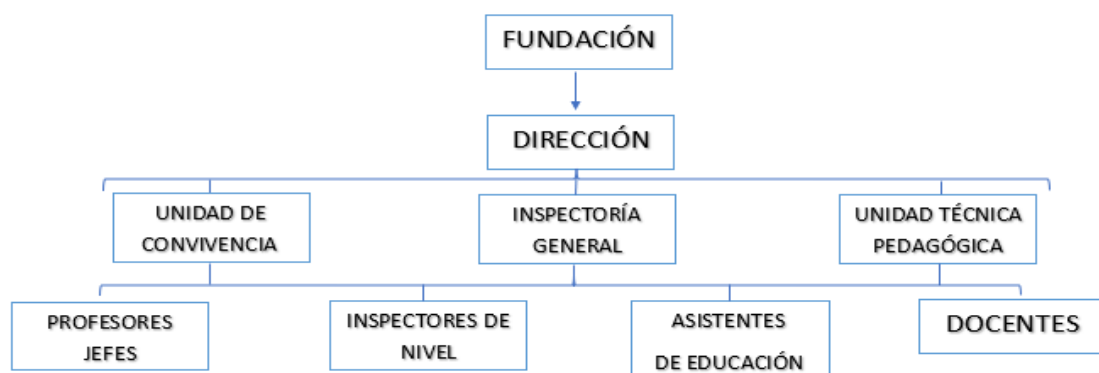 FUNDACIÓN
DIRECCIÓN
UNIDAD DE
CONVIVENCIA
INSPECTORÍA
GENERAL
UNIDAD TÉCNICA
PEDAGÓGICA
PROFESORES
JEFES
INSPECTORES DE
NIVEL
ASISTENTES
DE EDUCACIÓN
DOCENTES